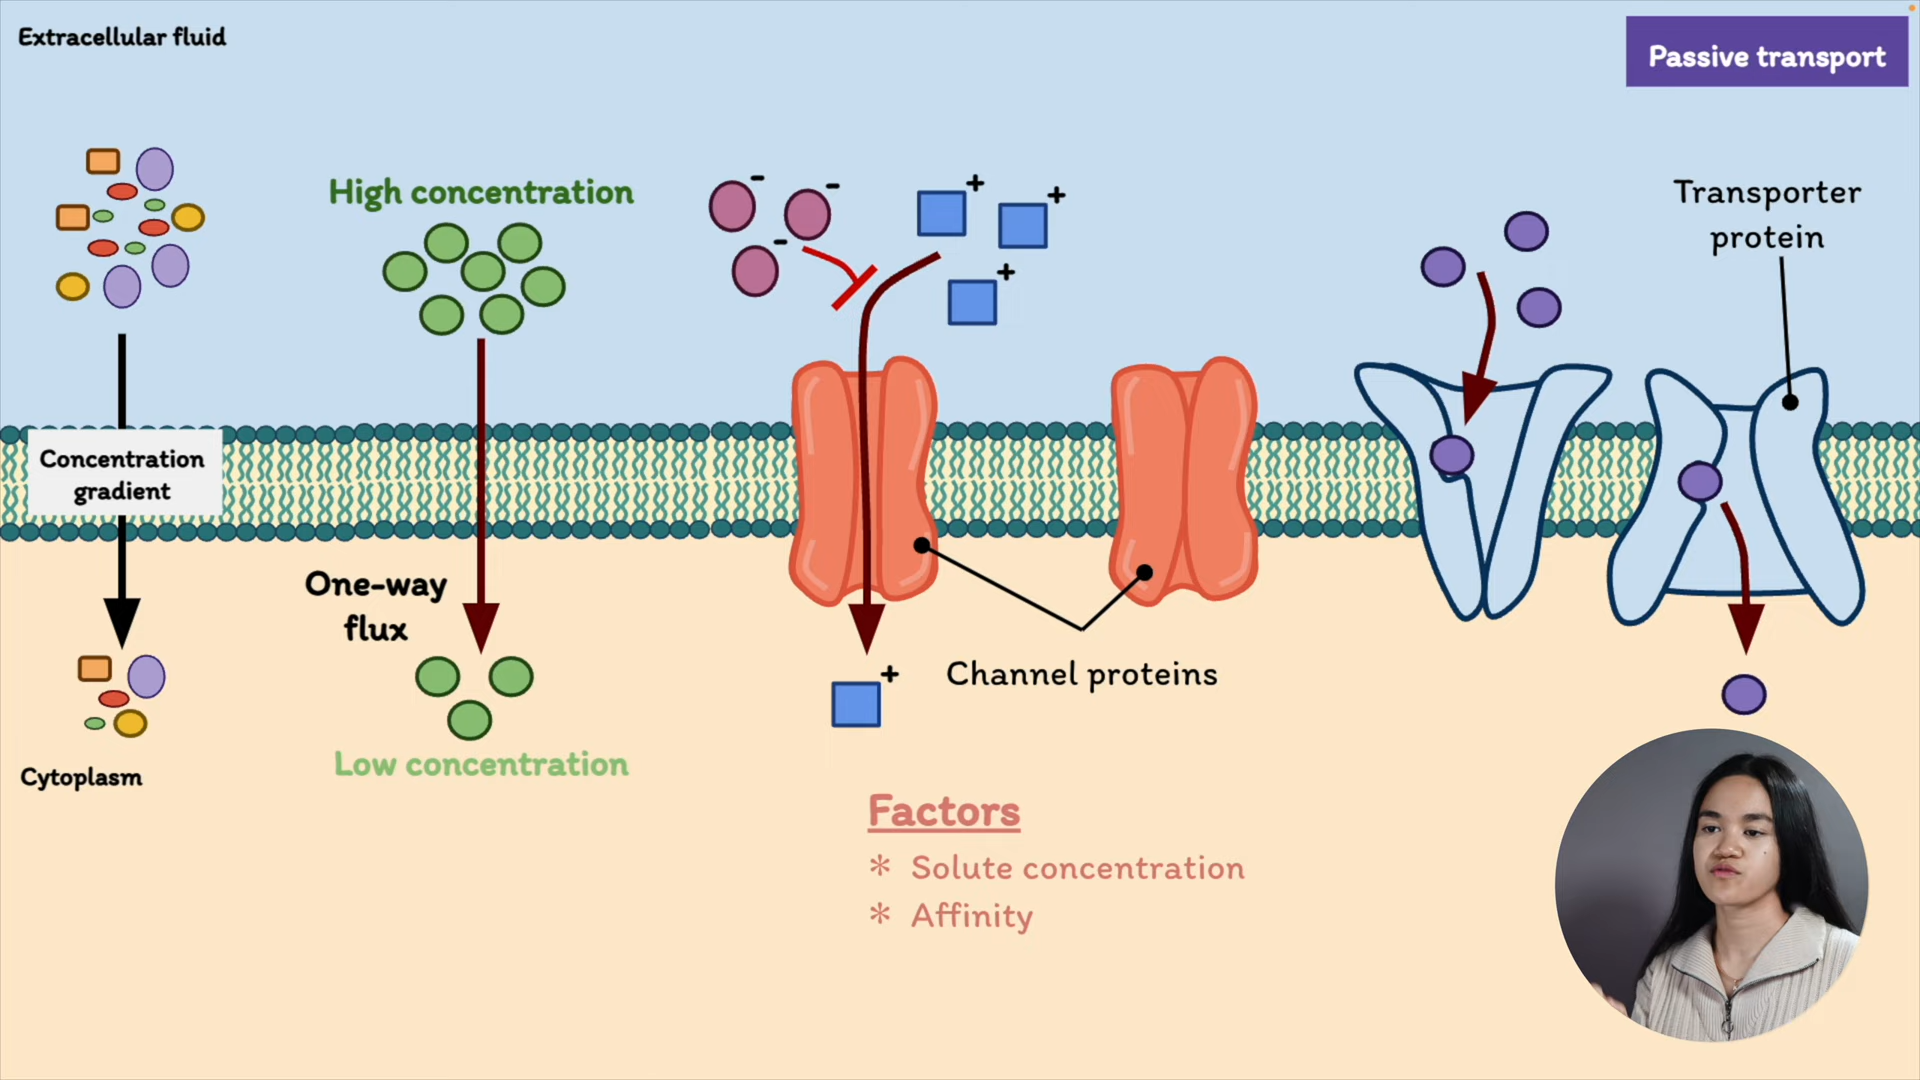 Extracellular fluid
Passive transport
High concentration
- - -
+ + +
Transporter
protein
Concentration
gradient
One-way
flux
+
Channel proteins
Low concentration
Cytoplasm
Factors
* Solute concentration
* Affinity